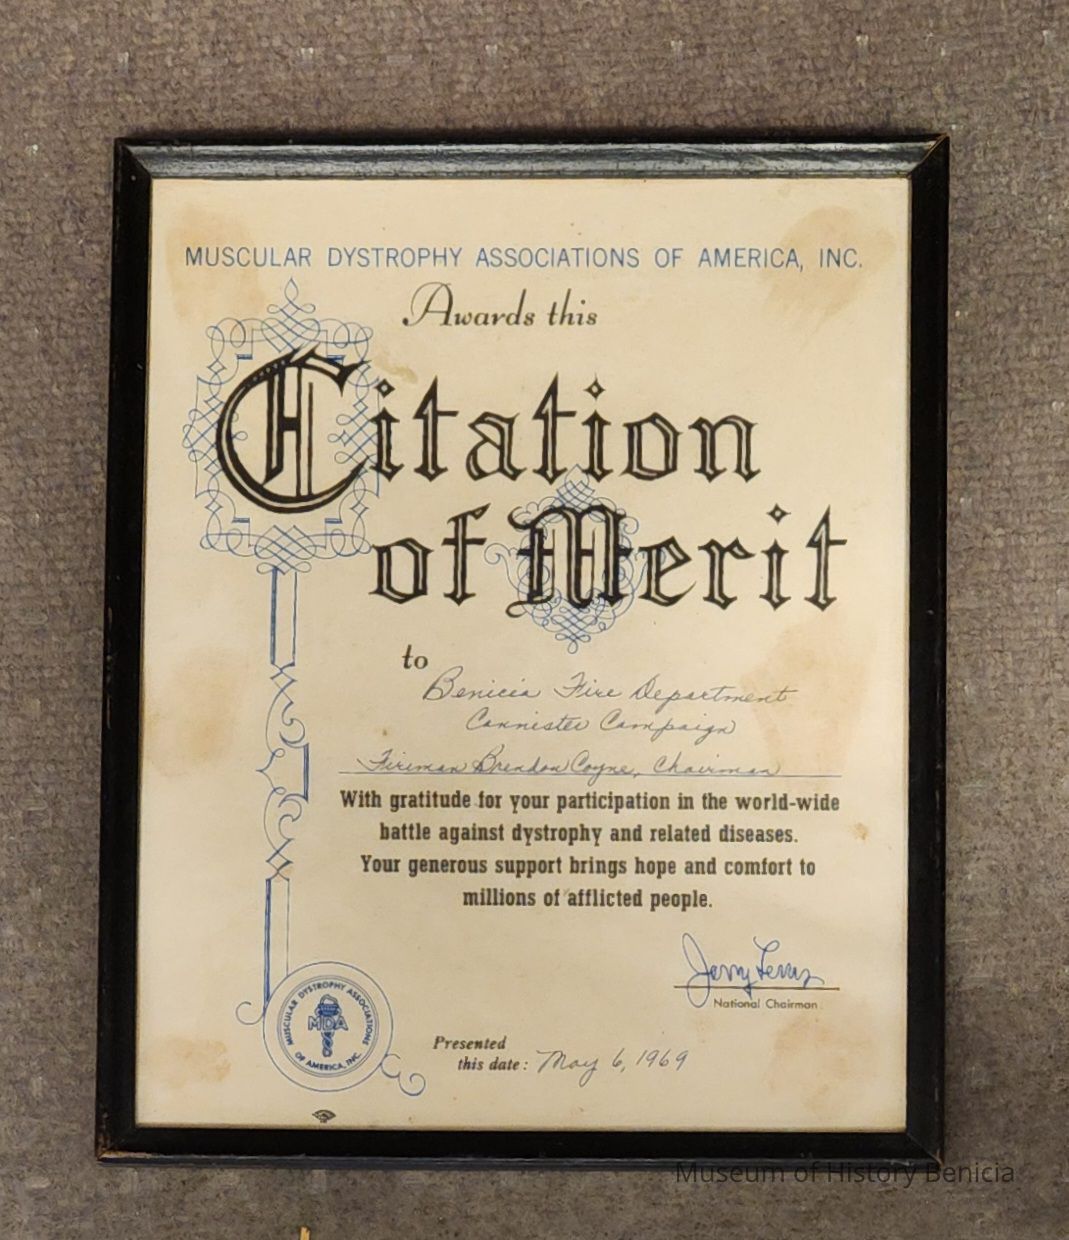 MUSCULAR DYSTROPHY ASSOCIATIONS OF AMERICA, INC.
Awards this
Citation
of Merit
to
Benicia Fire Department
Cannister Campaign
Fireman Brendon Coyne, Chairman
With gratitude for your participation in the world-wide
battle against dystrophy and related diseases.
Your generous support brings hope and comfort to
millions of afflicted people.
Jerry Lewis
National Chairman
MUSCULAR DYSTROPHY ASSOCIATIONS
MDA
OF AMERICA, INC.
Presented
this date: May 6, 1969
Museum of History Benicia